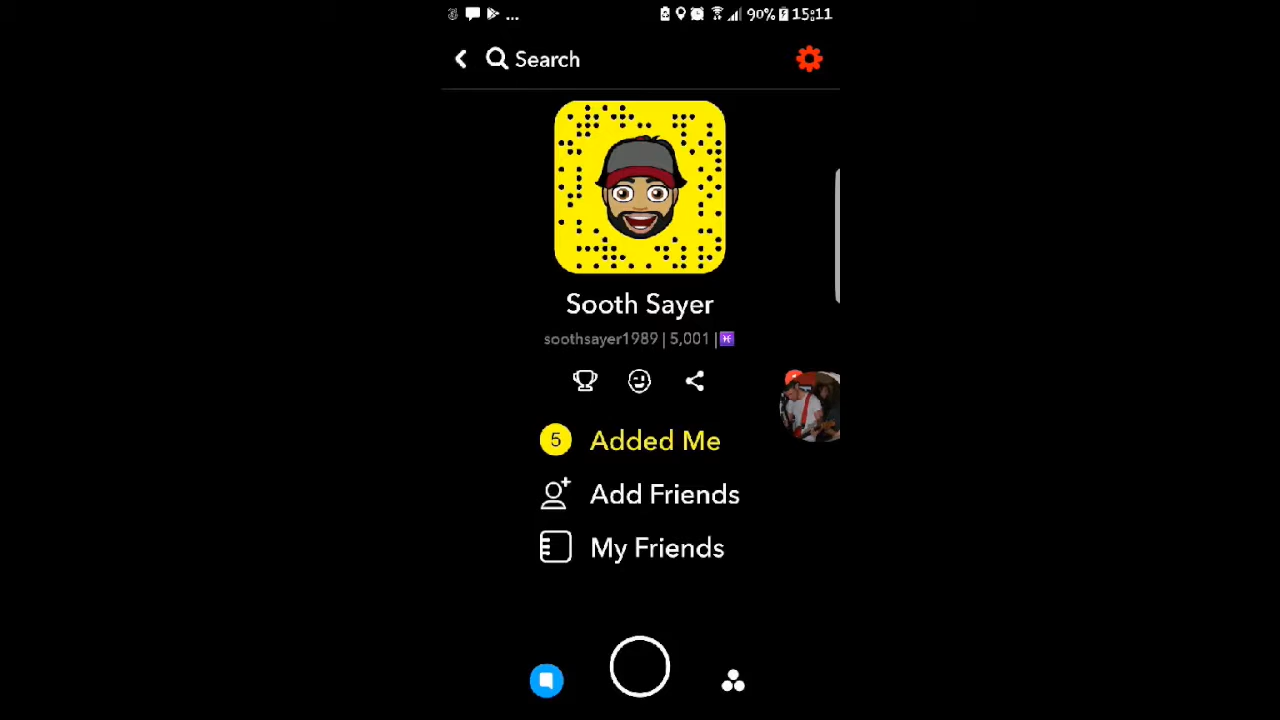 ... 90% 15:11
Search
Sooth Sayer
soothsayer1989 | 5,001 | ♓
5 Added Me
Add Friends
My Friends